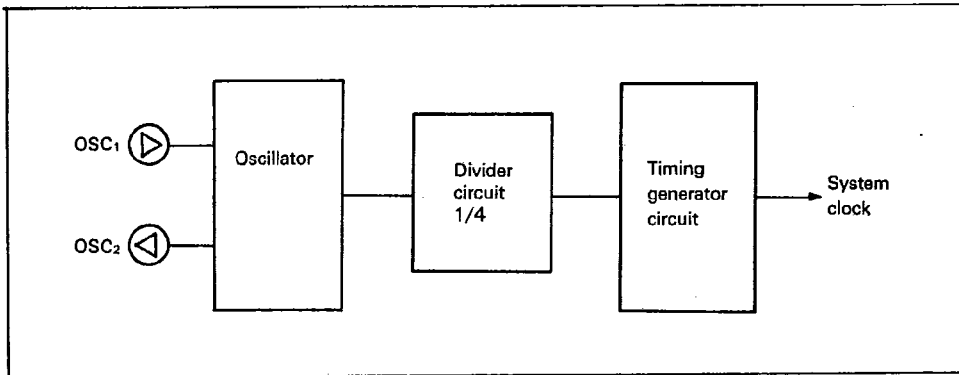 OSC₁
OSC₂
Oscillator
Divider
circuit
1/4
Timing
generator
circuit
System
clock